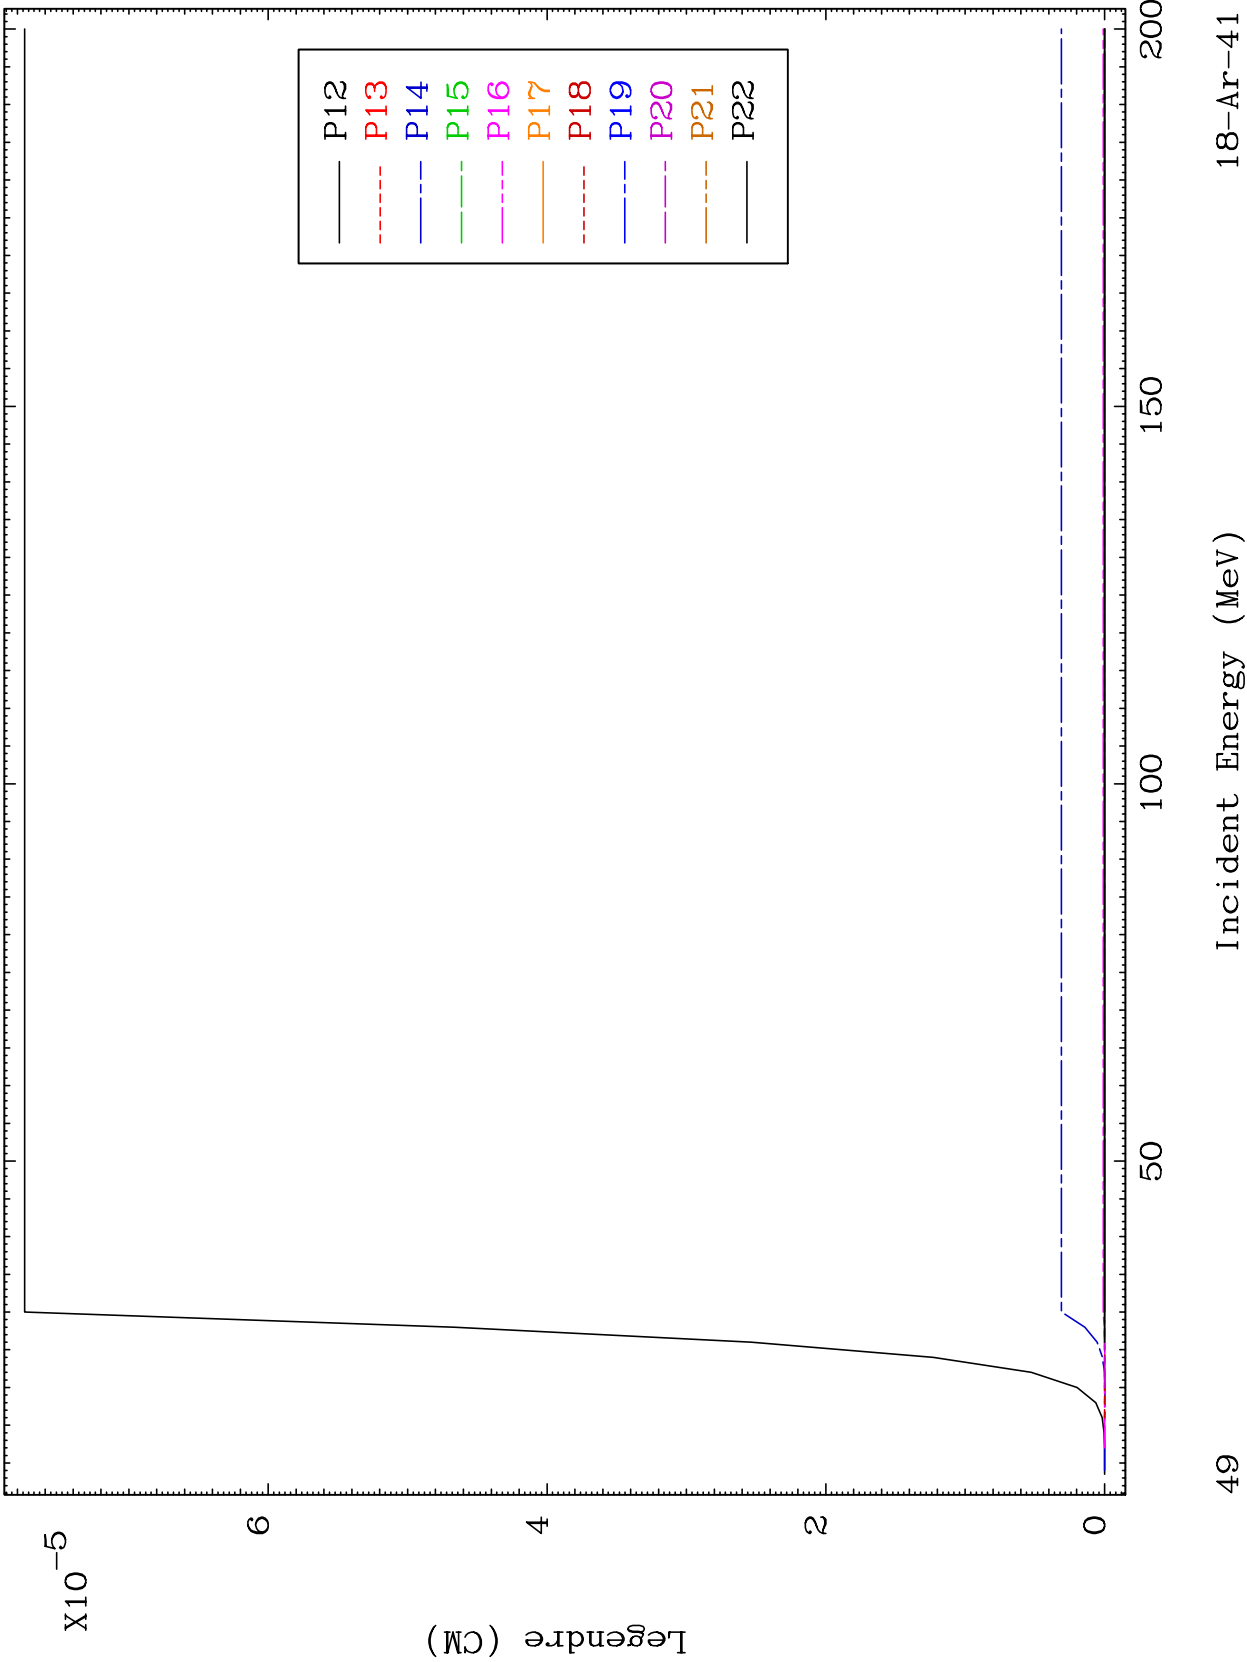 X10-5
6
4
2
0
Legendre (CM)
P12
P13
P14
P15
P16
P17
P18
P19
P20
P21
P22
50
100
150
200
Incident Energy (MeV)
49
18-Ar-41